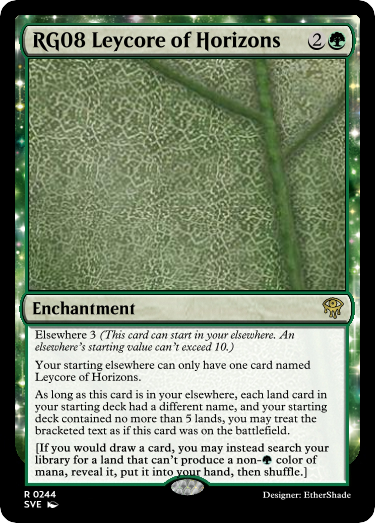 RG08 Leycore of Horizons 2
Enchantment
Elsewhere 3 (This card can start in your elsewhere. An
elsewhere's starting value can't exceed 10.)
Your starting elsewhere can only have one card named
Leycore of Horizons.
As long as this card is in your elsewhere, each land card in
your starting deck had a different name, and your starting
deck contained no more than 5 lands, you may treat the
bracketed text as if this card was on the battlefield.
[If you would draw a card, you may instead search your
library for a land that can't produce a non- color of
mana, reveal it, put it into your hand, then shuffle.]
R 0244
SVE
Designer: EtherShade